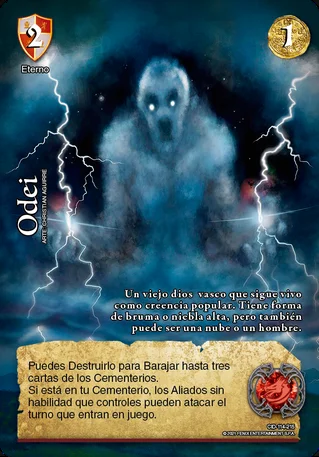 2
1
Eterno
Odei
ARTE CHRISTIAN AGUIRRE
Un viejo dios vasco que sigue vivo
como creencia popular. Tiene forma
de bruma o niebla alta, pero también
puede ser una nube o un hombre.
Puedes Destruirlo para Barajar hasta tres
cartas de los Cementerios.
Si está en tu Cementerio, los Aliados sin
habilidad que controles pueden atacar el
turno que entran en juego.
CID-114-215
© 2021 FENIX ENTERTAINMENT S.P.A.